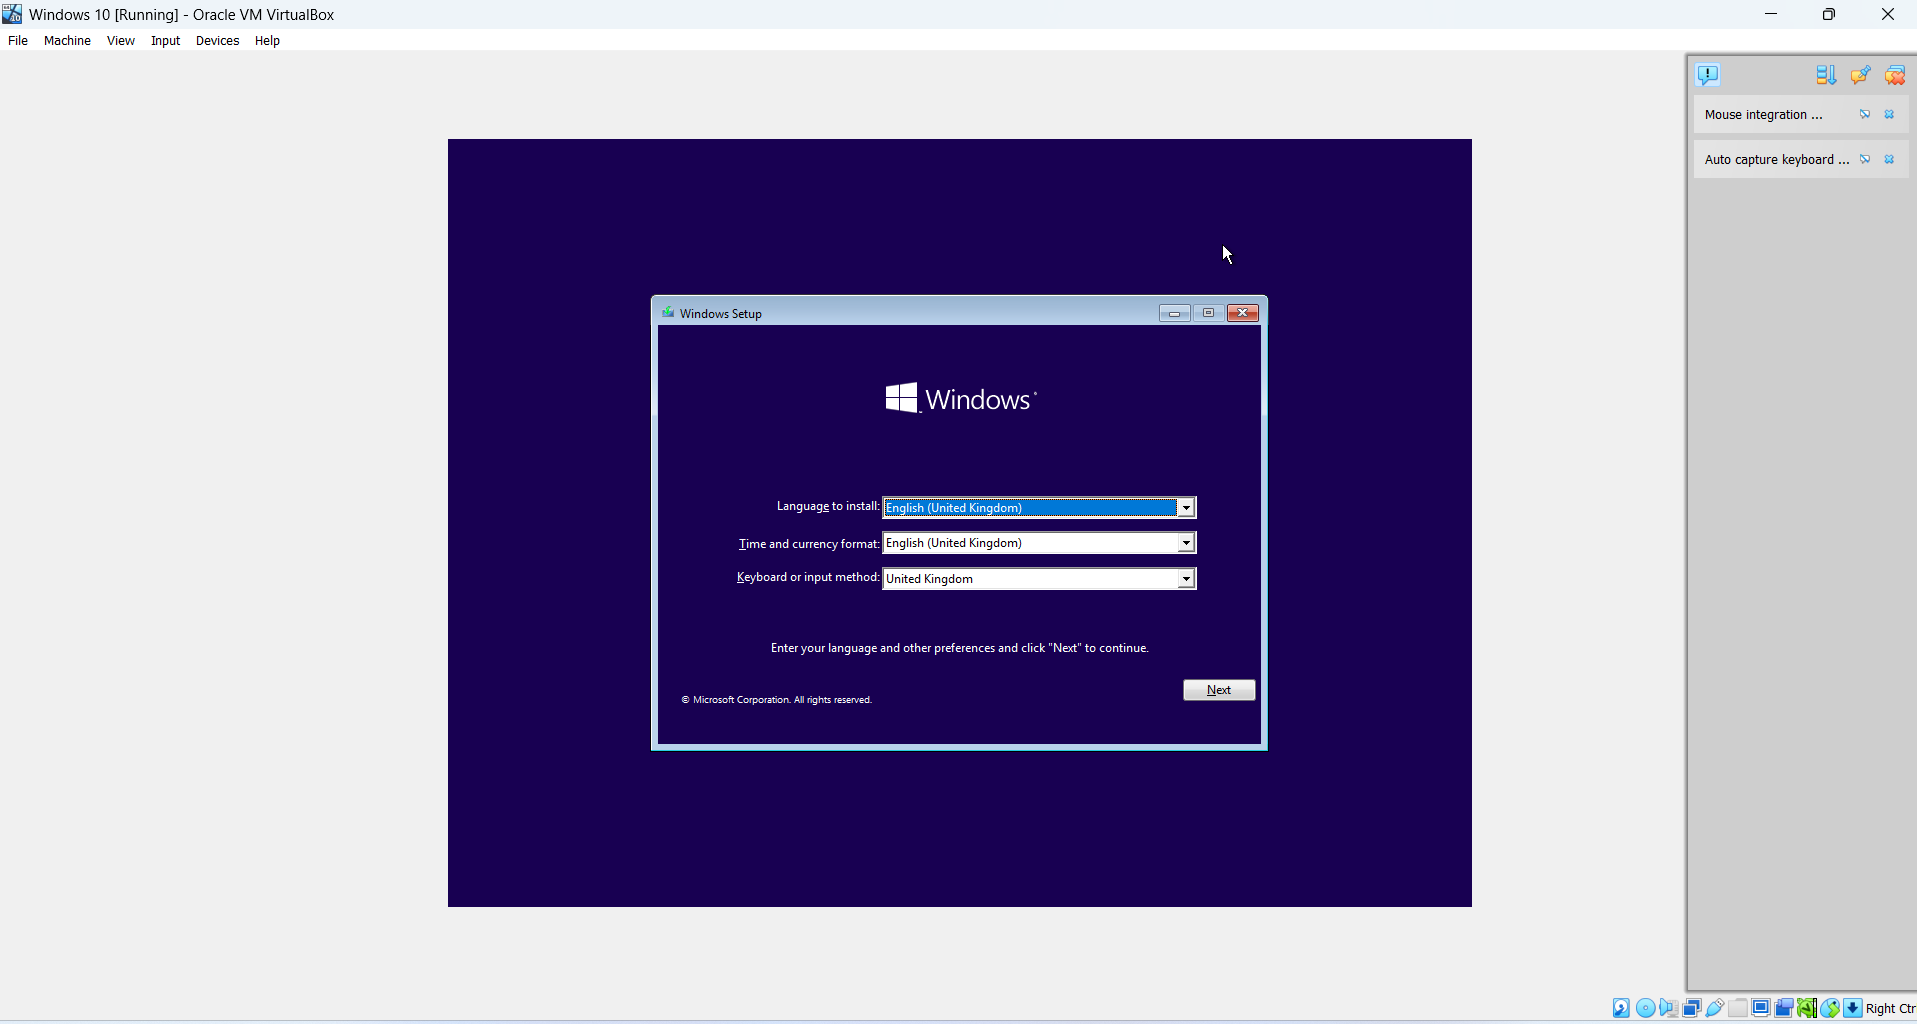 Windows 10 [Running] - Oracle VM VirtualBox
File Machine View Input Devices Help
Mouse integration ...
Auto capture keyboard ...
Windows Setup
Windows
Language to install: English (United Kingdom)
Time and currency format: English (United Kingdom)
Keyboard or input method: United Kingdom
Enter your language and other preferences and click "Next" to continue.
Next
© Microsoft Corporation. All rights reserved.
Right Ctr